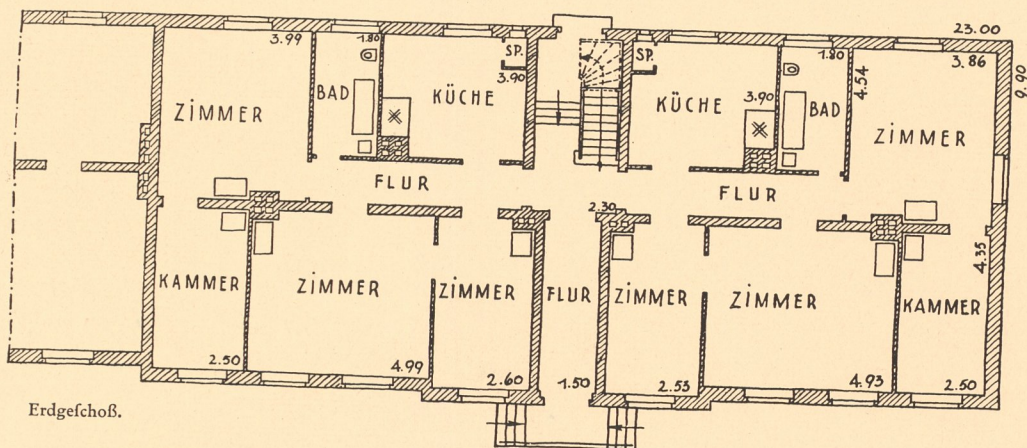 23.00
3.99
1.80
SP.
SP.
1.80
3.86
BAD
3.90
4.54
9.90
ZIMMER
KÜCHE
KÜCHE
3.90
BAD
ZIMMER
FLUR
FLUR
2.30
4.35
KAMMER
ZIMMER
ZIMMER
FLUR
ZIMMER
ZIMMER
KAMMER
2.50
4.99
2.60
1.50
2.53
4.93
2.50
Erdgeſchoß.